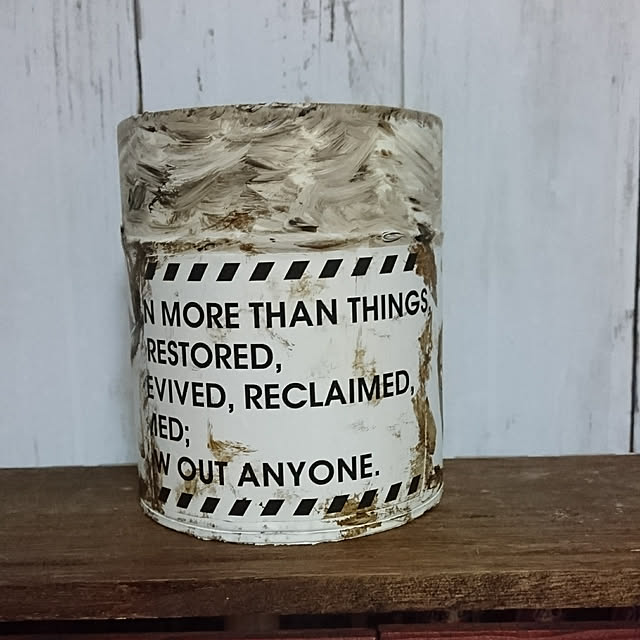 N MORE THAN THINGS,
RESTORED,
EVIVED, RECLAIMED,
MED;
W OUT ANYONE.